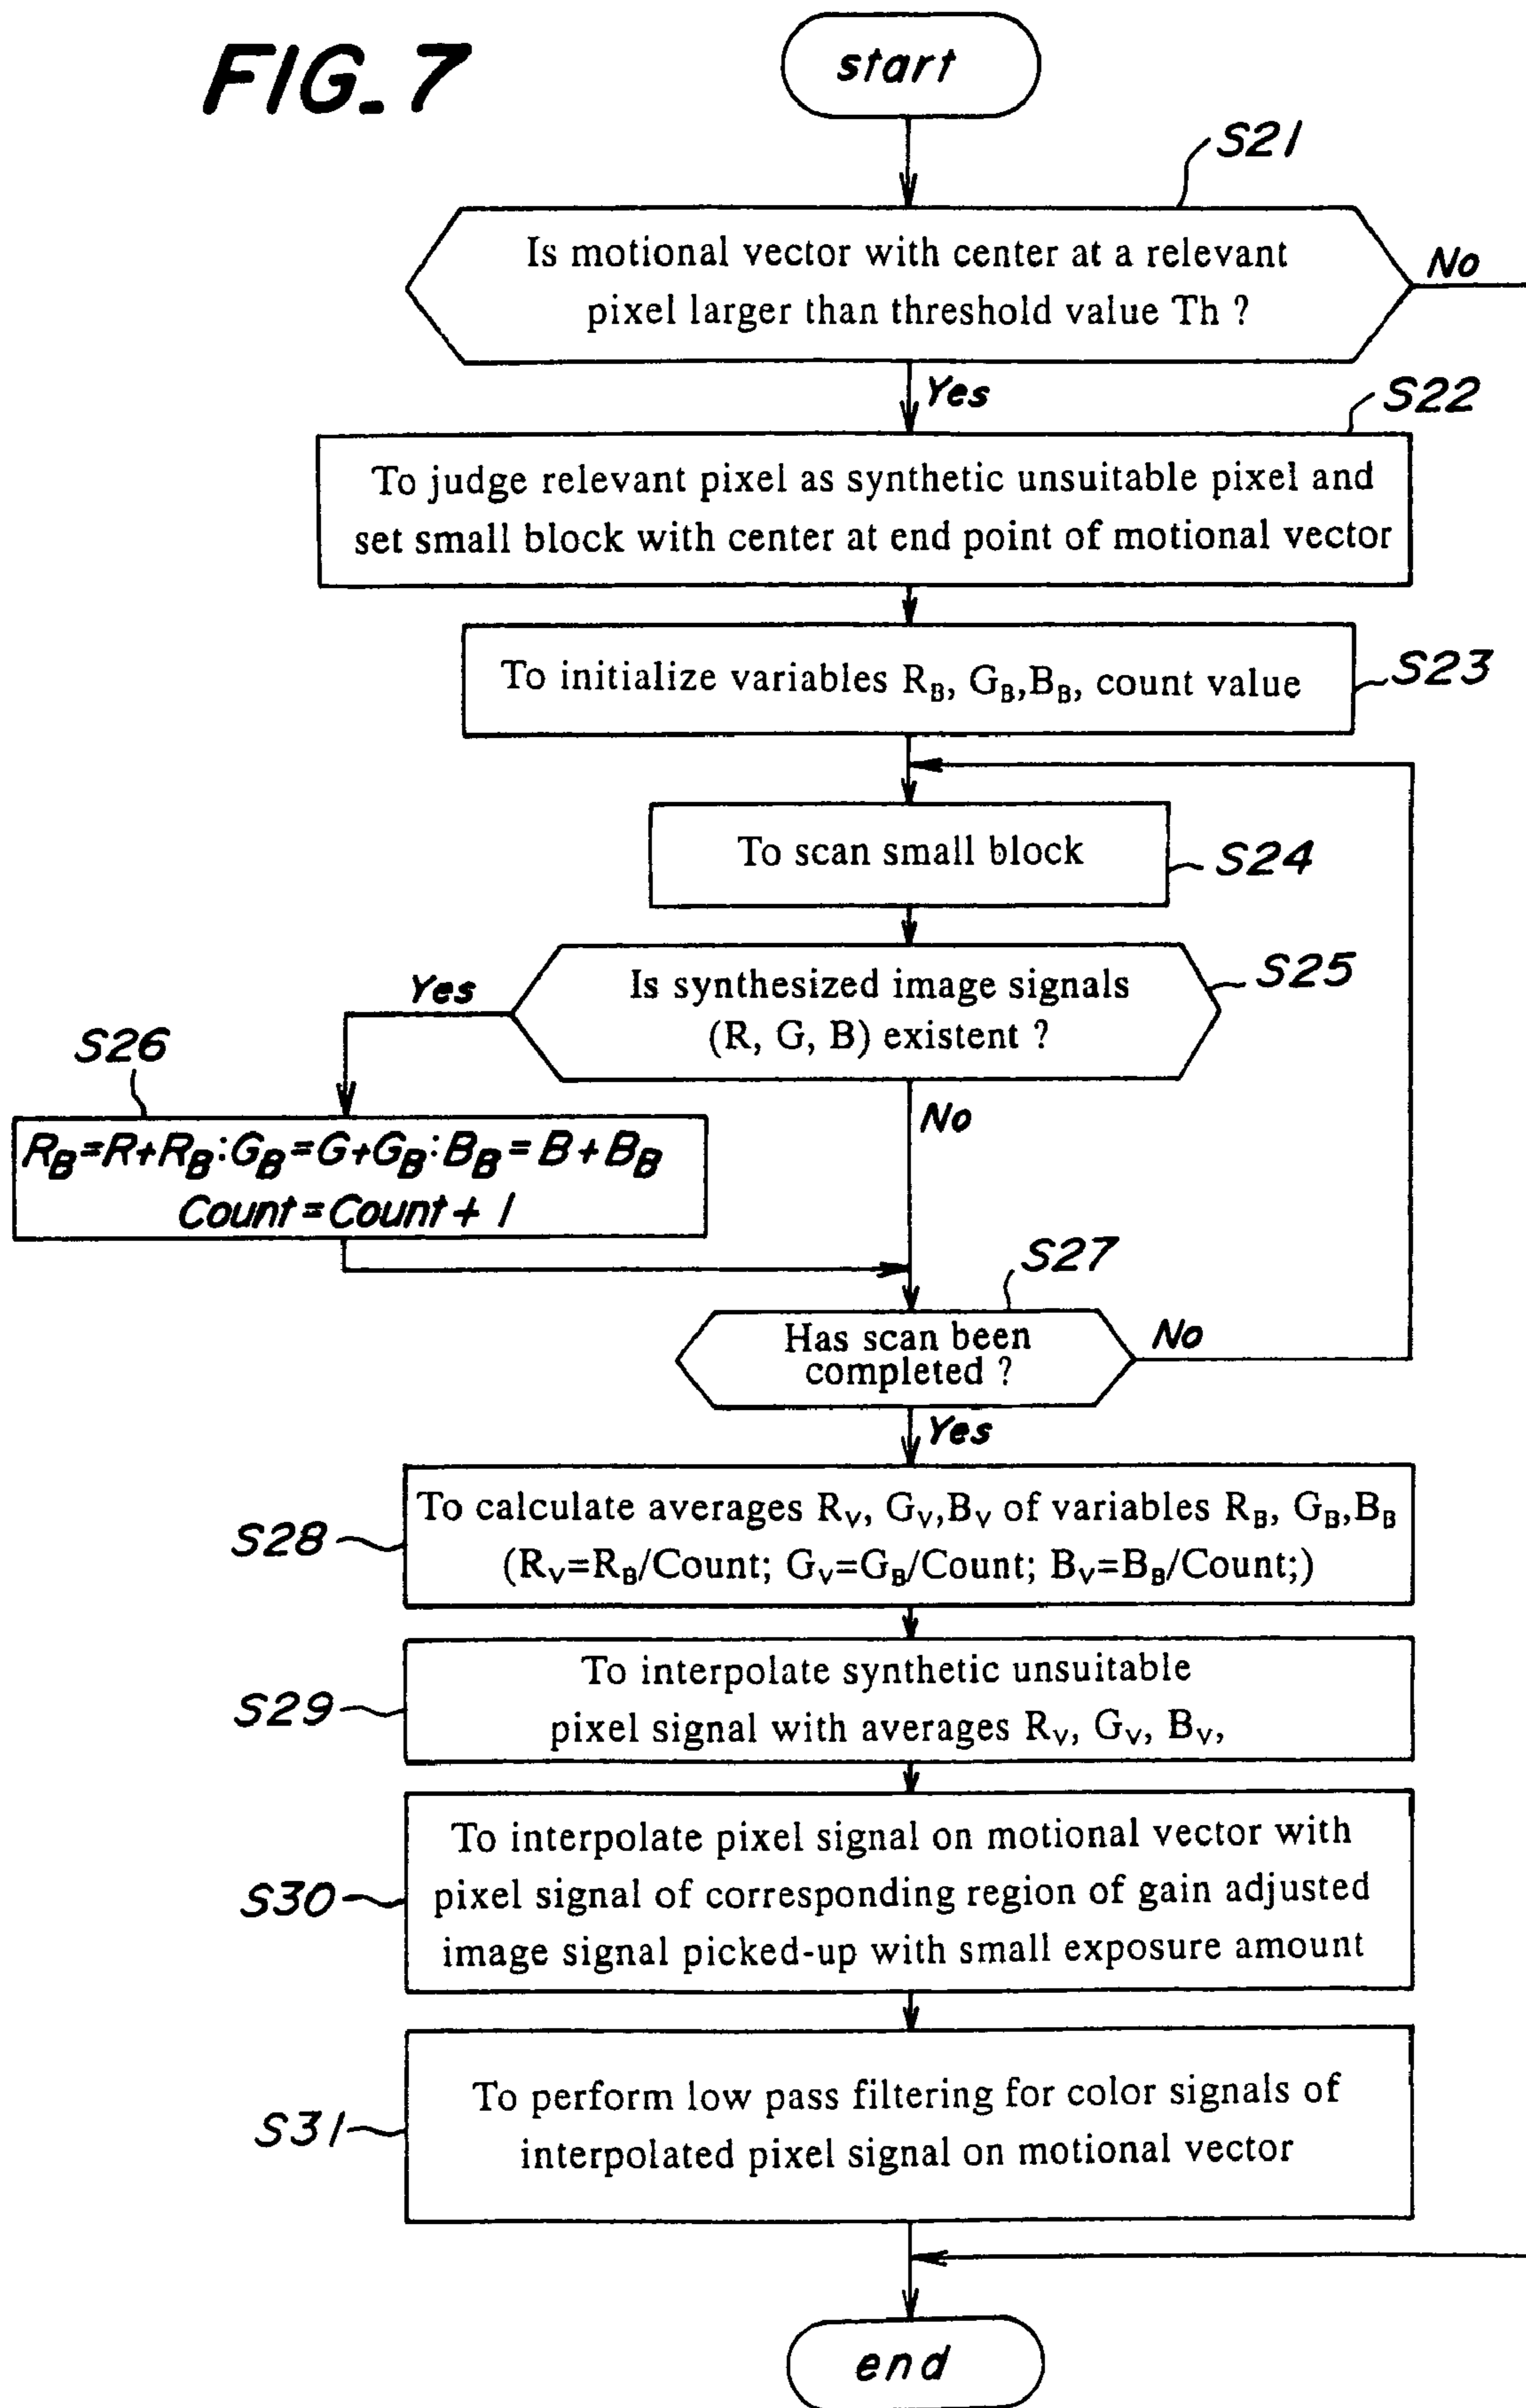 FIG. 7
start
S21
Is motional vector with center at a relevant
pixel larger than threshold value Th ?
No
Yes
S22
To judge relevant pixel as synthetic unsuitable pixel and
set small block with center at end point of motional vector
To initialize variables R_B, G_B,B_B, count value
S23
To scan small block
S24
Yes
Is synthesized image signals
(R, G, B) existent ?
S25
S26
No
R_B=R+R_B:G_B=G+G_B:B_B=B+B_B
Count=Count+1
S27
Has scan been
completed ?
No
Yes
S28
To calculate averages R_V, G_V,B_V of variables R_B, G_B,B_B
(R_V=R_B/Count; G_V=G_B/Count; B_V=B_B/Count;)
S29
To interpolate synthetic unsuitable
pixel signal with averages R_V, G_V, B_V,
S30
To interpolate pixel signal on motional vector with
pixel signal of corresponding region of gain adjusted
image signal picked-up with small exposure amount
S31
To perform low pass filtering for color signals of
interpolated pixel signal on motional vector
end